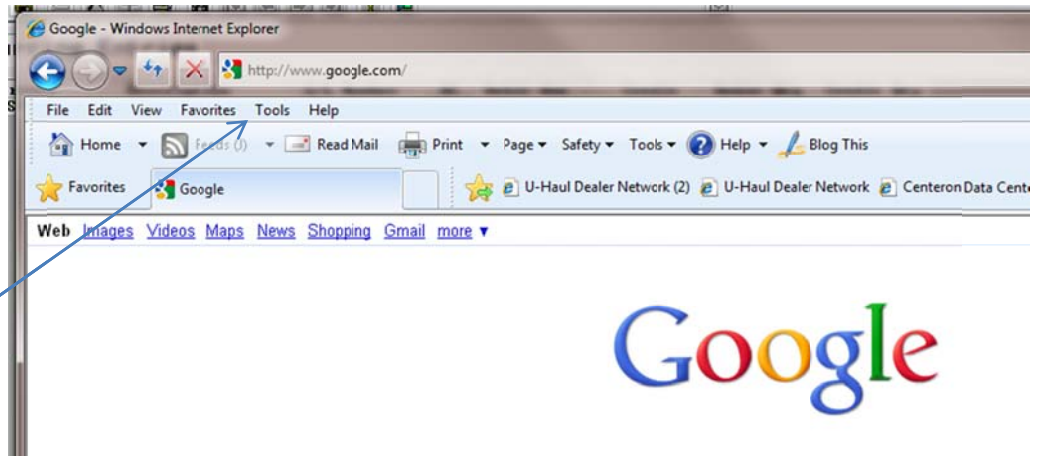 Google - Windows Internet Explorer
http://www.google.com/
File Edit View Favorites Tools Help
Home Feeds (J) Read Mail Print Page Safety Tools Help Blog This
Favorites Google U-Haul Dealer Network (2) U-Haul Dealer Network Centeron Data Cent
Web Images Videos Maps News Shopping Gmail more
Google